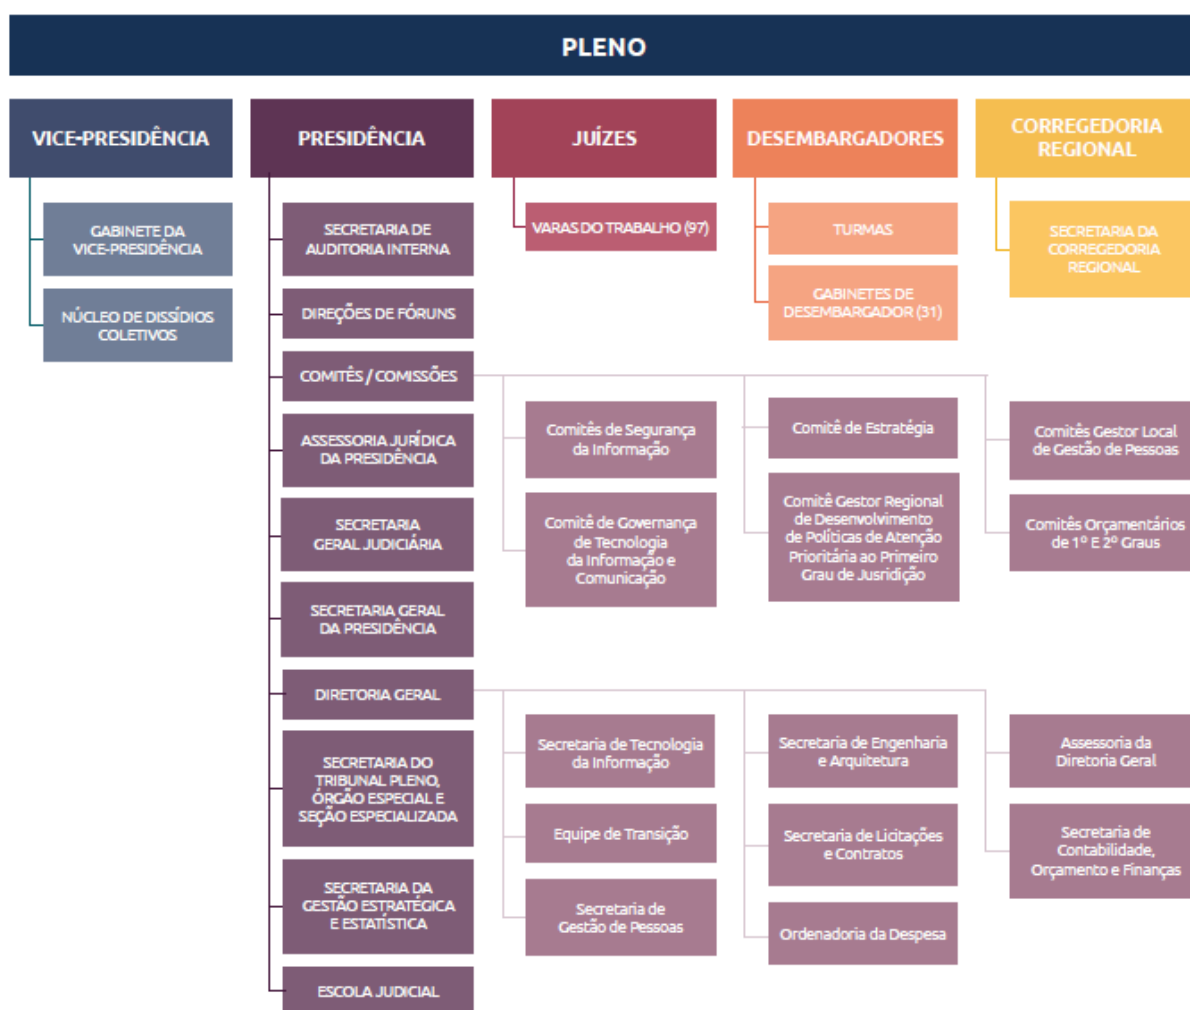 PLENO
VICE-PRESIDÊNCIA
GABINETE DA
VICE-PRESIDÊNCIA
NÚCLEO DE DISSÍDIOS
COLETIVOS
PRESIDÊNCIA
SECRETARIA DE
AUDITORIA INTERNA
DIREÇÕES DE FÓRUNS
COMITÊS / COMISSÕES
ASSESSORIA JURÍDICA
DA PRESIDÊNCIA
SECRETARIA
GERAL JUDICIÁRIA
SECRETARIA GERAL
DA PRESIDÊNCIA
DIRETORIA GERAL
SECRETARIA DO
TRIBUNAL PLENO,
ÓRGÃO ESPECIAL E
SEÇÃO ESPECIALIZADA
SECRETARIA DA
GESTÃO ESTRATÉGICA
E ESTATÍSTICA
ESCOLA JUDICIAL
JUÍZES
VARAS DO TRABALHO (97)
DESEMBARGADORES
TURMAS
GABINETES DE
DESEMBARGADOR (31)
CORREGEDORIA
REGIONAL
SECRETARIA DA
CORREGEDORIA
REGIONAL
Comitês de Segurança
da Informação
Comitê de Governança
de Tecnologia
da Informação e
Comunicação
Comitê de Estratégia
Comitê Gestor Regional
de Desenvolvimento
de Políticas de Atenção
Prioritária ao Primeiro
Grau de Jusridição
Comitês Gestor Local
de Gestão de Pessoas
Comitês Orçamentários
de 1º E 2º Graus
Secretaria de Tecnologia
da Informação
Equipe de Transição
Secretaria de
Gestão de Pessoas
Secretaria de Engenharia
e Arquitetura
Secretaria de Licitações
e Contratos
Ordenadoria da Despesa
Assessoria da
Diretoria Geral
Secretaria de
Contabilidade,
Orçamento e Finanças